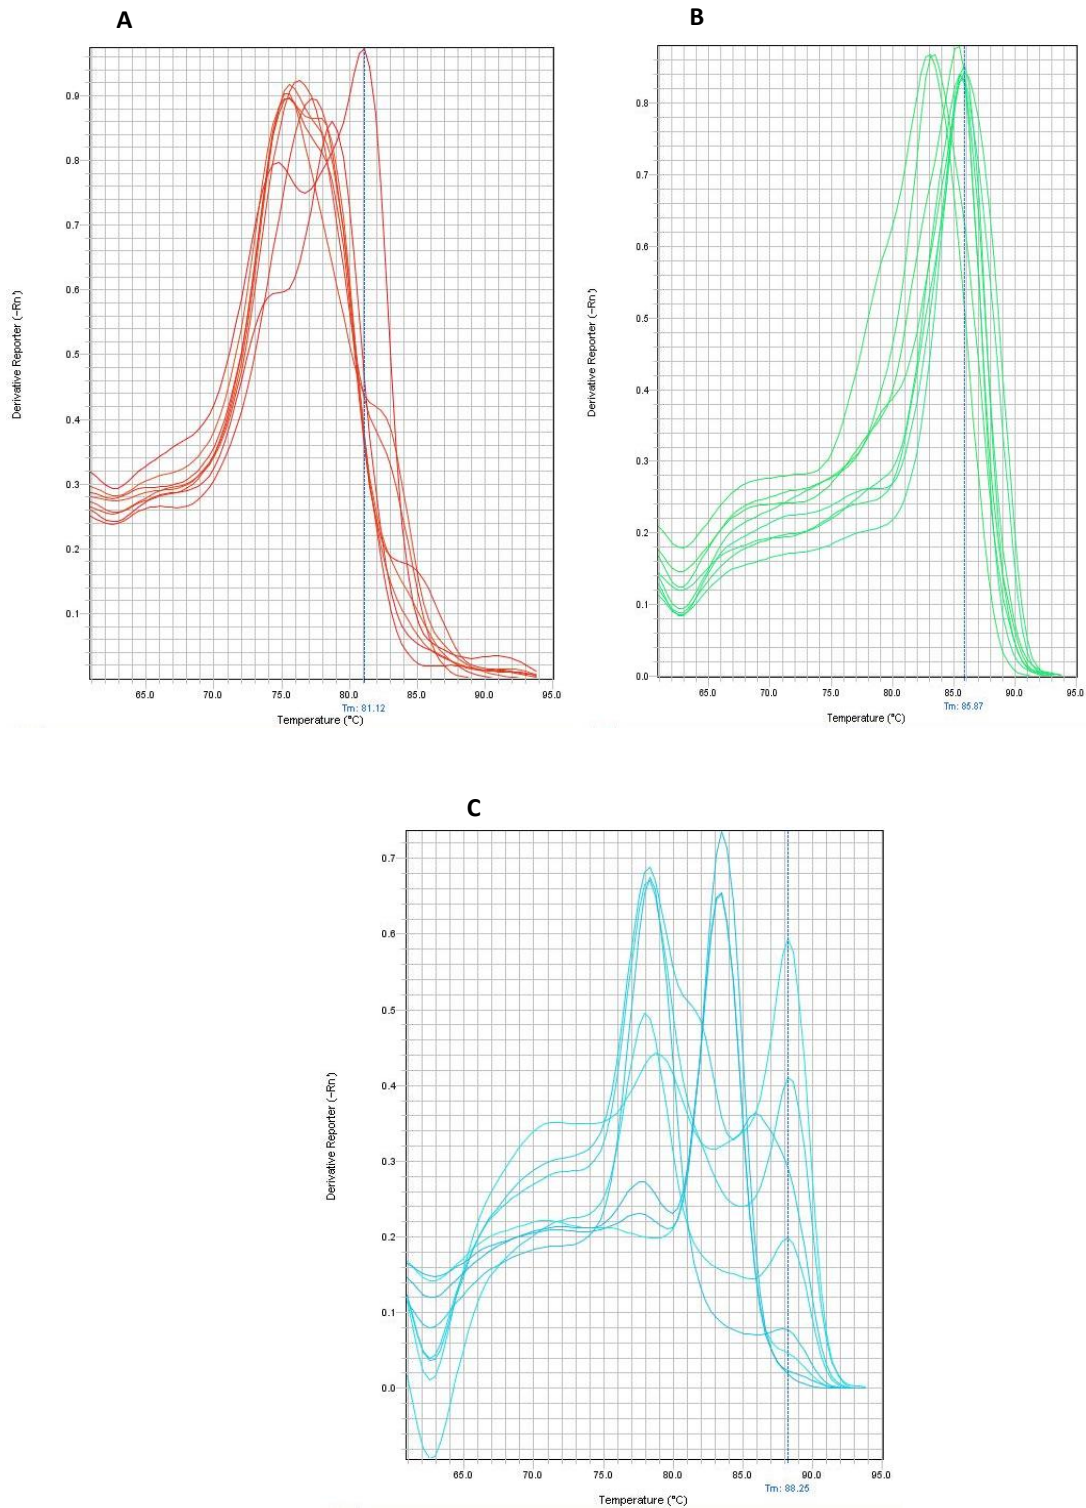 A
Derivative Reporter (–Rn')
0.9
0.8
0.7
0.6
0.5
0.4
0.3
0.2
0.1
65.0 70.0 75.0 80.0 85.0 90.0 95.0
Tm: 81.12
Temperature (°C)
B
Derivative Reporter (–Rn')
0.8
0.7
0.6
0.5
0.4
0.3
0.2
0.1
0.0
65.0 70.0 75.0 80.0 85.0 90.0 95.0
Tm: 85.87
Temperature (°C)
C
Derivative Reporter (–Rn')
0.7
0.6
0.5
0.4
0.3
0.2
0.1
0.0
65.0 70.0 75.0 80.0 85.0 90.0 95.0
Tm: 88.25
Temperature (°C)